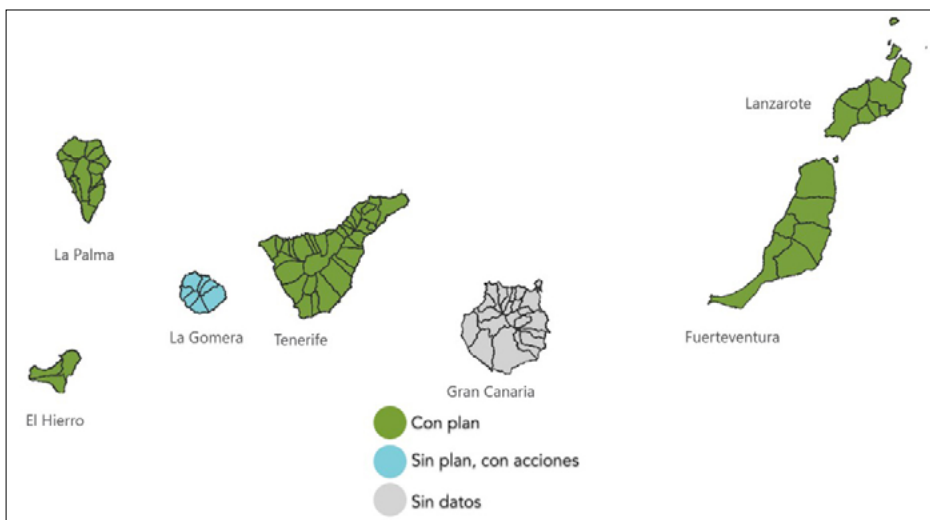 Lanzarote
La Palma
La Gomera
Tenerife
Fuerteventura
Gran Canaria
El Hierro
Con plan
Sin plan, con acciones
Sin datos